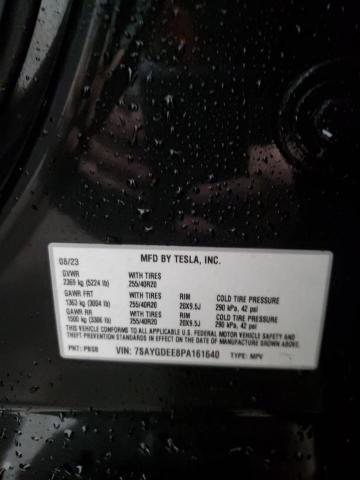 08/23 MFD BY TESLA, INC.
GVWR WITH TIRES
2369 kg (5224 lb) 255/40R20
GAWR FRT WITH TIRES RIM COLD TIRE PRESSURE
1363 kg (3004 lb) 255/40R20 20X9.5J 290 kPa, 42 psi
GAWR RR WITH TIRES RIM COLD TIRE PRESSURE
1500 kg (3306 lb) 255/40R20 20X9.5J 290 kPa, 42 psi
THIS VEHICLE CONFORMS TO ALL APPLICABLE U.S. FEDERAL MOTOR VEHICLE SAFETY
AND THEFT PREVENTION STANDARDS IN EFFECT ON THE DATE OF MANUFACTURE SHOWN ABOVE.
PNT: PBSB VIN: 7SAYGDEE8PA161640 TYPE: MPV